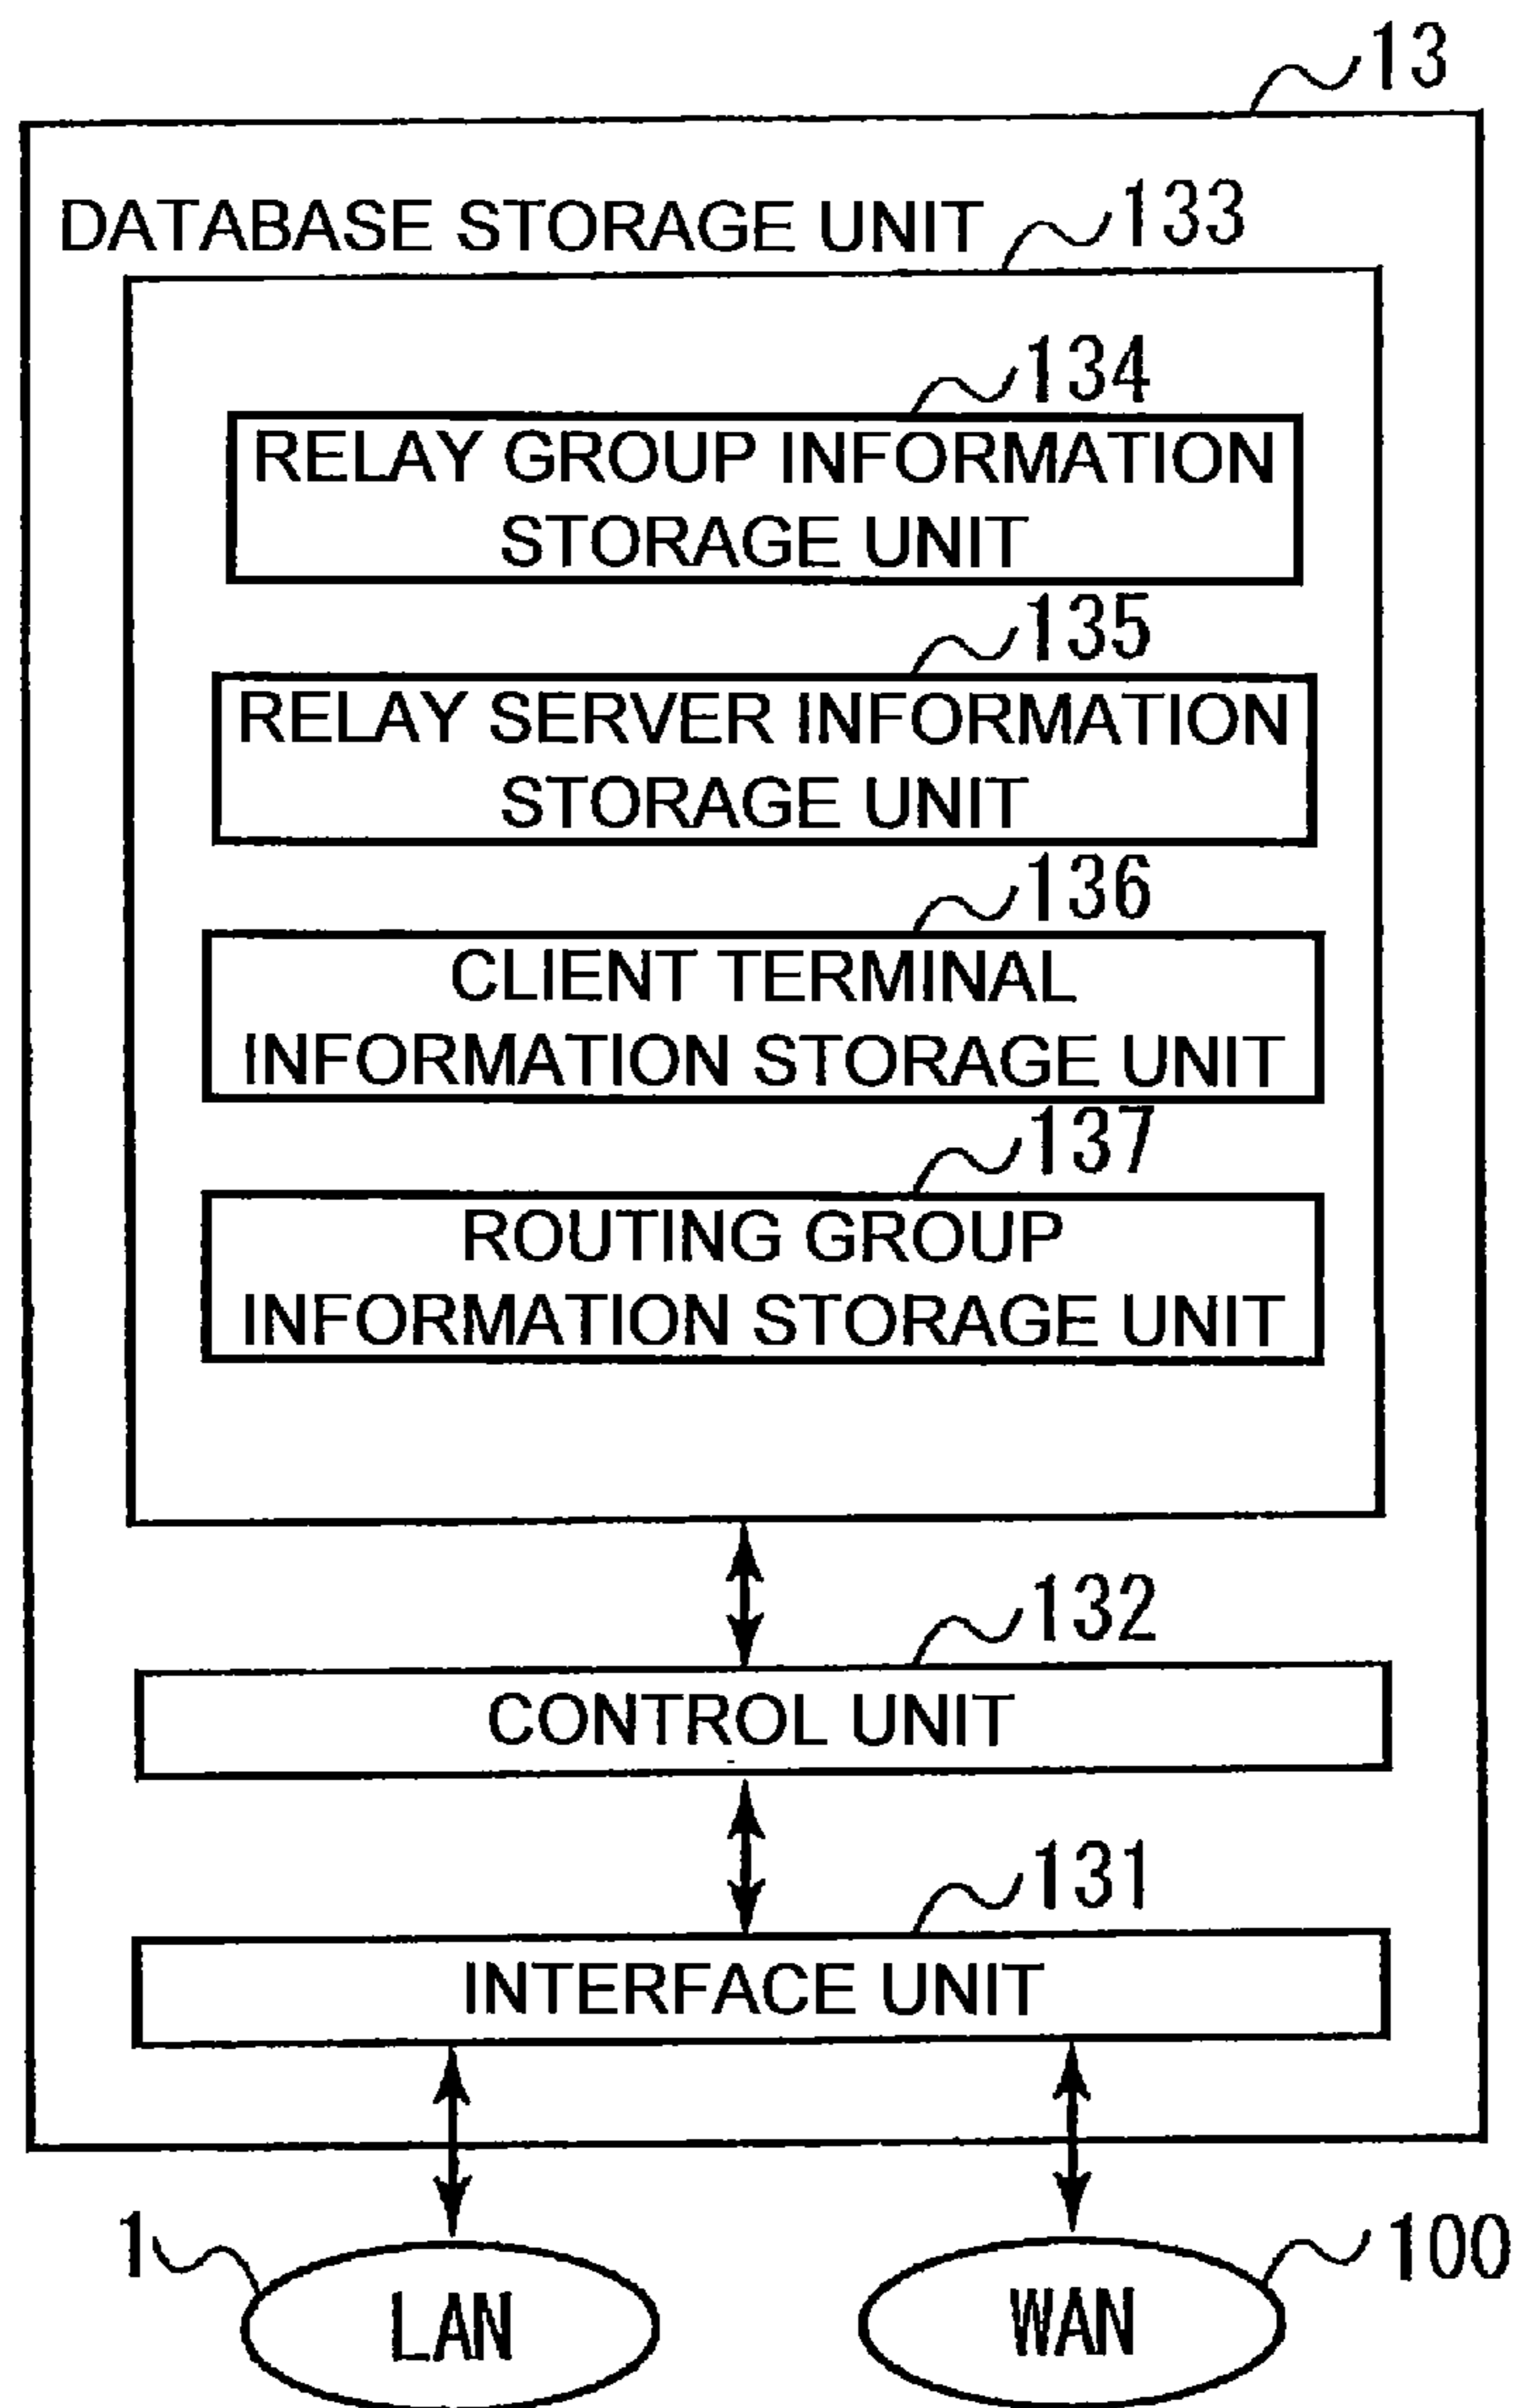 13
DATABASE STORAGE UNIT
133
134
RELAY GROUP INFORMATION
STORAGE UNIT
135
RELAY SERVER INFORMATION
STORAGE UNIT
136
CLIENT TERMINAL
INFORMATION STORAGE UNIT
137
ROUTING GROUP
INFORMATION STORAGE UNIT
132
CONTROL UNIT
131
INTERFACE UNIT
1
100
LAN
WAN